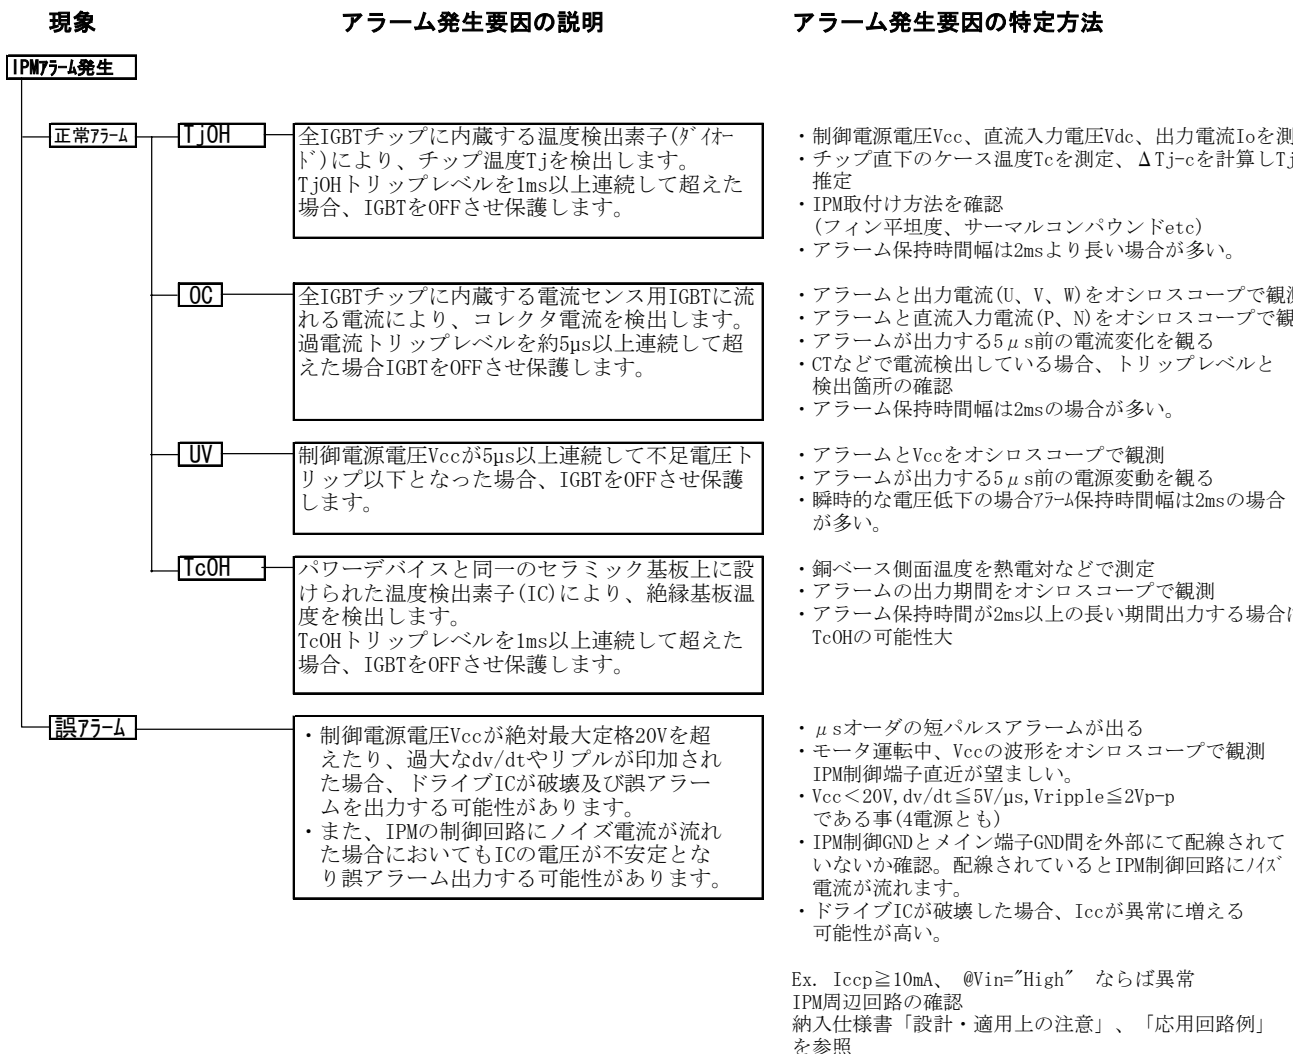 現象 アラーム発生要因の説明 アラーム発生要因の特定方法
IPMアラーム発生
正常アラーム
TjOH
全IGBTチップに内蔵する温度検出素子(ダイオー
ド)により、チップ温度Tjを検出します。
TjOHトリップレベルを1ms以上連続して超えた
場合、IGBTをOFFさせ保護します。
・制御電源電圧Vcc、直流入力電圧Vdc、出力電流Ioを測
・チップ直下のケース温度Tcを測定、ΔTj-cを計算しTj
推定
・IPM取付け方法を確認
(フィン平坦度、サーマルコンパウンドetc)
・アラーム保持時間幅は2msより長い場合が多い。
OC
全IGBTチップに内蔵する電流センス用IGBTに流
れる電流により、コレクタ電流を検出します。
過電流トリップレベルを約5μs以上連続して超
えた場合IGBTをOFFさせ保護します。
・アラームと出力電流(U、V、W)をオシロスコープで観
・アラームと直流入力電流(P、N)をオシロスコープで観
・アラームが出力する5μs前の電流変化を観る
・CTなどで電流検出している場合、トリップレベルと
検出箇所の確認
・アラーム保持時間幅は2msの場合が多い。
UV
制御電源電圧Vccが5μs以上連続して不足電圧ト
リップ以下となった場合、IGBTをOFFさせ保護
します。
・アラームとVccをオシロスコープで観測
・アラームが出力する5μs前の電源変動を観る
・瞬時的な電圧低下の場合アラーム保持時間幅は2msの場合
が多い。
TcOH
パワーデバイスと同一のセラミック基板上に設
けられた温度検出素子(IC)により、絶縁基板温
度を検出します。
TcOHトリップレベルを1ms以上連続して超えた
場合、IGBTをOFFさせ保護します。
・銅ベース側面温度を熱電対などで測定
・アラームの出力期間をオシロスコープで観測
・アラーム保持時間が2ms以上の長い期間出力する場合
TcOHの可能性大
誤アラーム
・制御電源電圧Vccが絶対最大定格20Vを超
えたり、過大なdv/dtやリプルが印加され
た場合、ドライブICが破壊及び誤アラー
ムを出力する可能性があります。
・また、IPMの制御回路にノイズ電流が流れ
た場合においてもICの電圧が不安定とな
り誤アラーム出力する可能性があります。
・μsオーダの短パルスアラームが出る
・モータ運転中、Vccの波形をオシロスコープで観測
IPM制御端子直近が望ましい。
・Vcc＜20V,dv/dt≦5V/μs,Vripple≦2Vp-p
である事(4電源とも)
・IPM制御GNDとメイン端子GND間を外部にて配線されて
いないか確認。配線されているとIPM制御回路にノイズ
電流が流れます。
・ドライブICが破壊した場合、Iccが異常に増える
可能性が高い。
Ex. Iccp≧10mA、 @Vin="High" ならば異常
IPM周辺回路の確認
納入仕様書「設計・適用上の注意」、「応用回路例」
を参照